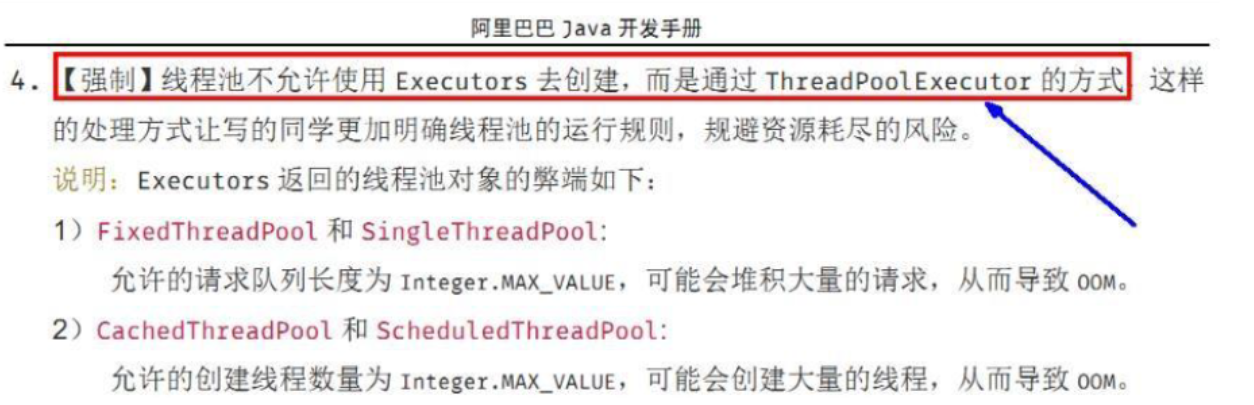 阿里巴巴 Java 开发手册
4. 【强制】线程池不允许使用 Executors 去创建，而是通过 ThreadPoolExecutor 的方式，这样
的处理方式让写的同学更加明确线程池的运行规则，规避资源耗尽的风险。
说明：Executors 返回的线程池对象的弊端如下：
1）FixedThreadPool 和 SingleThreadPool:
允许的请求队列长度为 Integer.MAX_VALUE，可能会堆积大量的请求，从而导致 OOM。
2）CachedThreadPool 和 ScheduledThreadPool:
允许的创建线程数量为 Integer.MAX_VALUE，可能会创建大量的线程，从而导致 OOM。